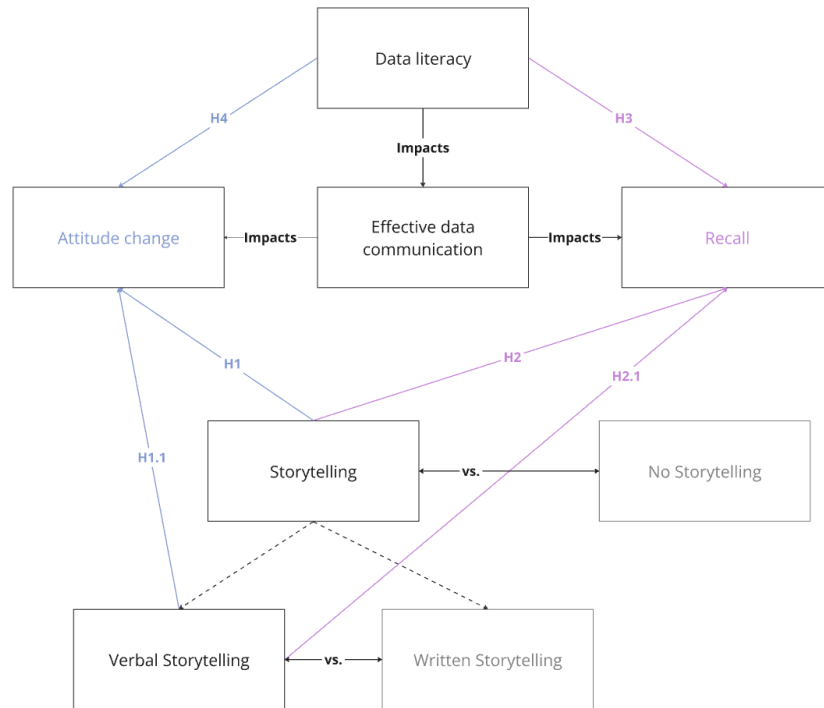 Data literacy
H4
H3
Impacts
Attitude change
Impacts
Effective data
communication
Impacts
Recall
H1
H2
H2.1
H1.1
Storytelling
vs.
No Storytelling
Verbal Storytelling
vs.
Written Storytelling